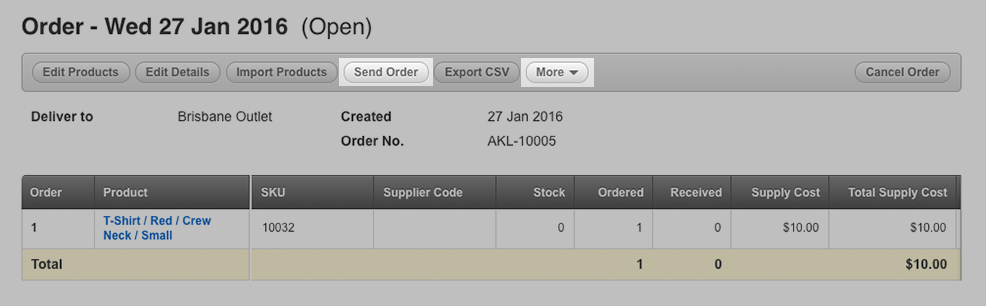 Order - Wed 27 Jan 2016 (Open)
Edit Products Edit Details Import Products Send Order Export CSV More Cancel Order
Deliver to Brisbane Outlet Created 27 Jan 2016
Order No. AKL-10005
Order Product SKU Supplier Code Stock Ordered Received Supply Cost Total Supply Cost
1 T-Shirt / Red / Crew Neck / Small 10032 0 1 0 $10.00 $10.00
Total 1 0 $10.00